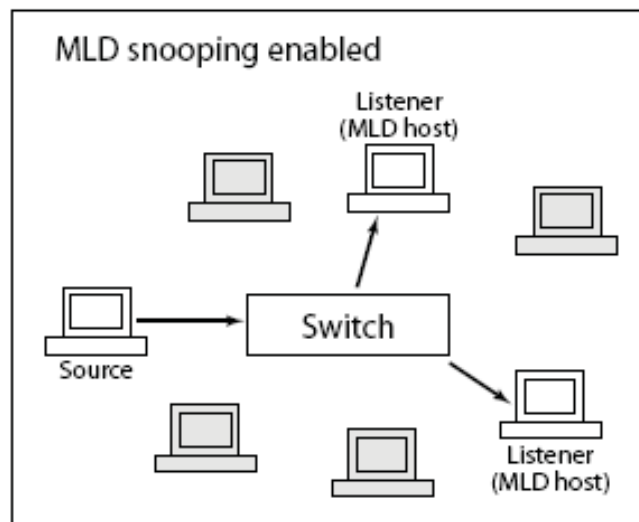 MLD snooping enabled
Listener
(MLD host)
Switch
Source
Listener
(MLD host)